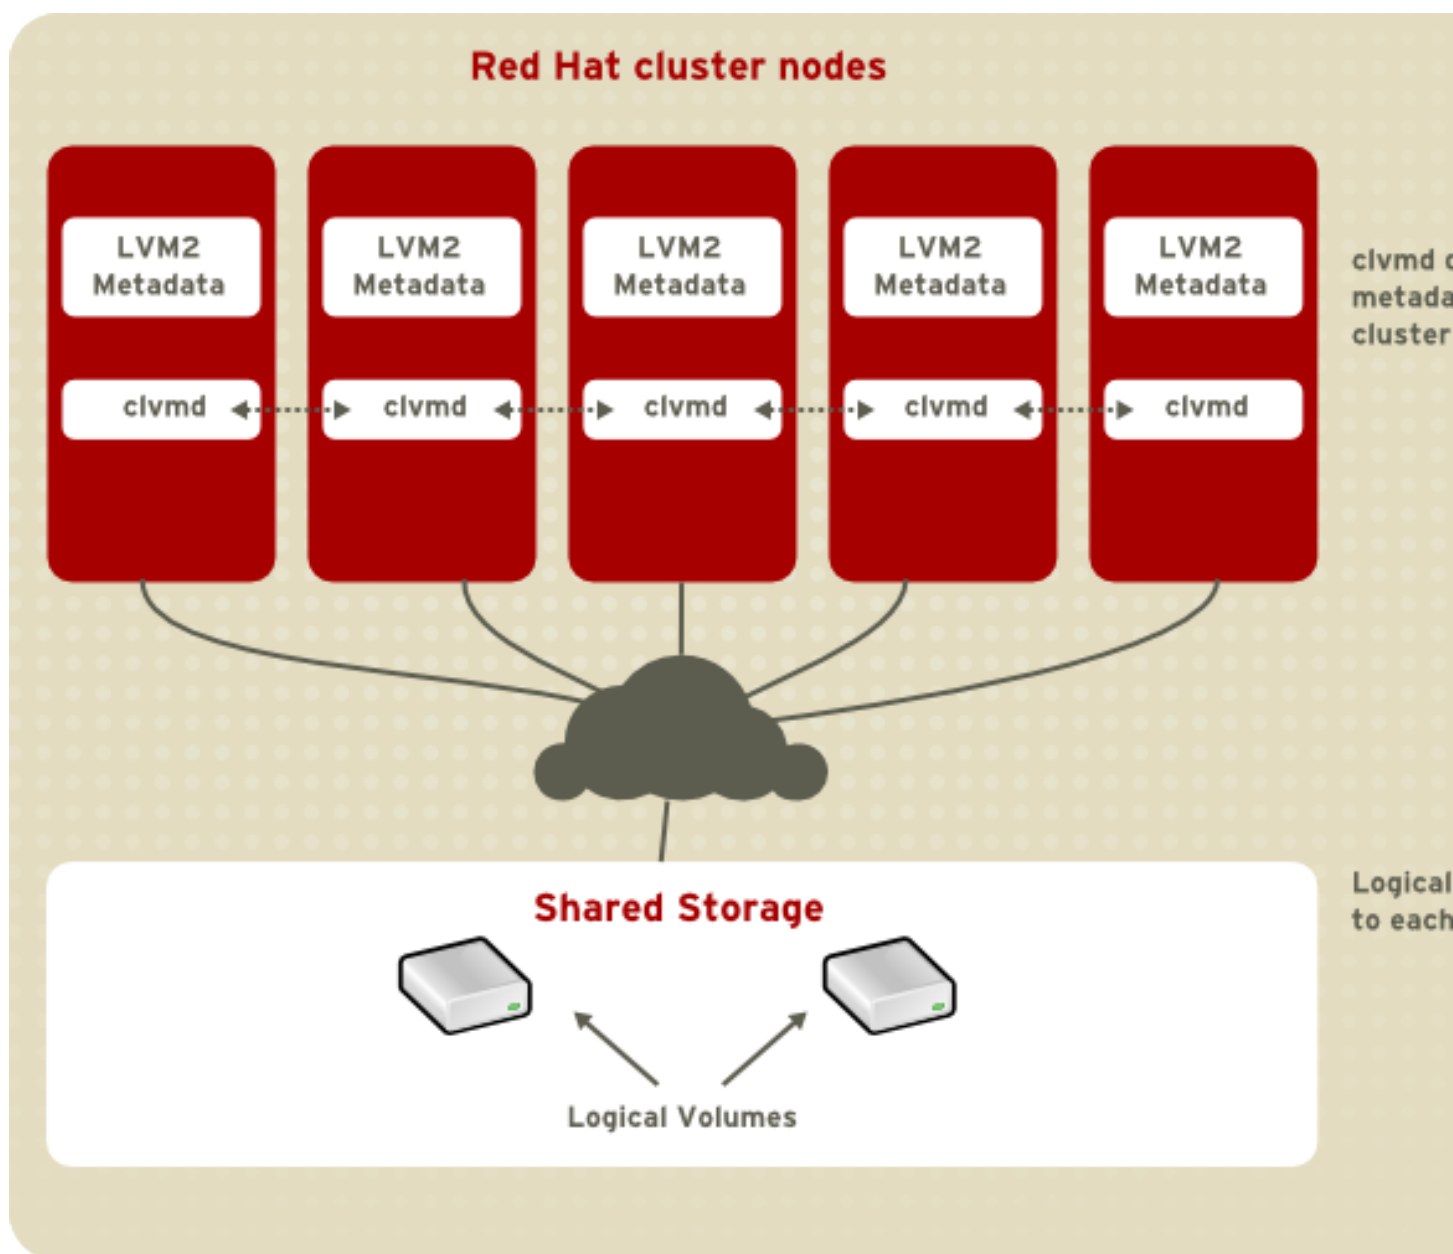 Red Hat cluster nodes
LVM2
Metadata
LVM2
Metadata
LVM2
Metadata
LVM2
Metadata
LVM2
Metadata
clvmd
clvmd
clvmd
clvmd
clvmd
clvmd
cluster
Shared Storage
Logical Volumes
Logical
to each